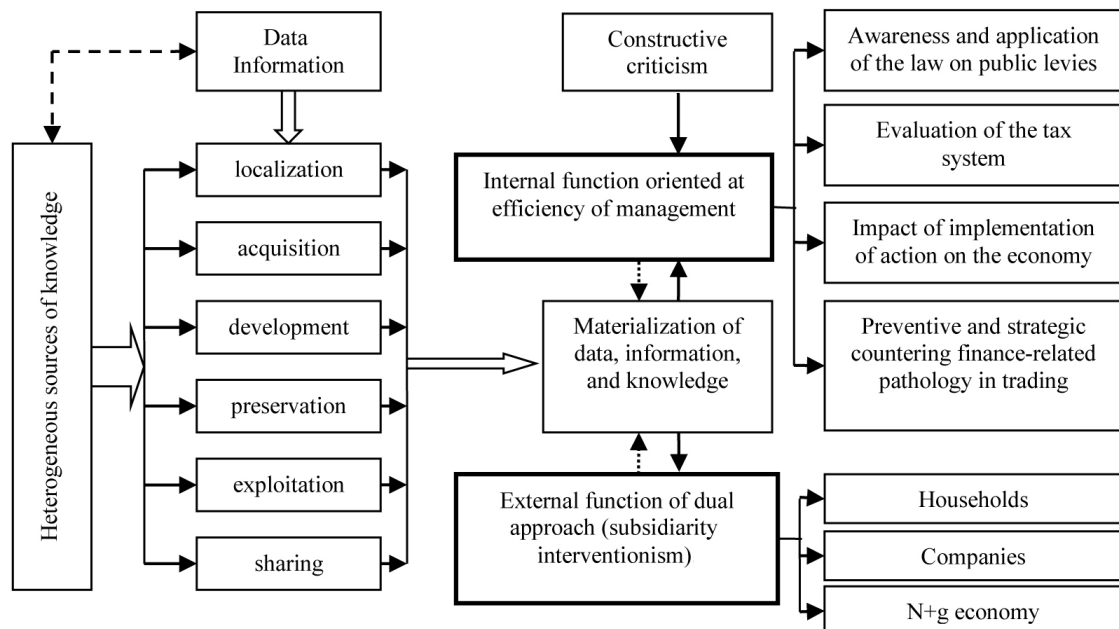 Data
Information
Heterogeneous sources of knowledge
localization
acquisition
development
preservation
exploitation
sharing
Constructive
criticism
Internal function oriented at
efficiency of management
Materialization of
data, information,
and knowledge
External function of dual
approach (subsidiarity
interventionism)
Awareness and application
of the law on public levies
Evaluation of the tax
system
Impact of implementation
of action on the economy
Preventive and strategic
countering finance-related
pathology in trading
Households
Companies
N+g economy